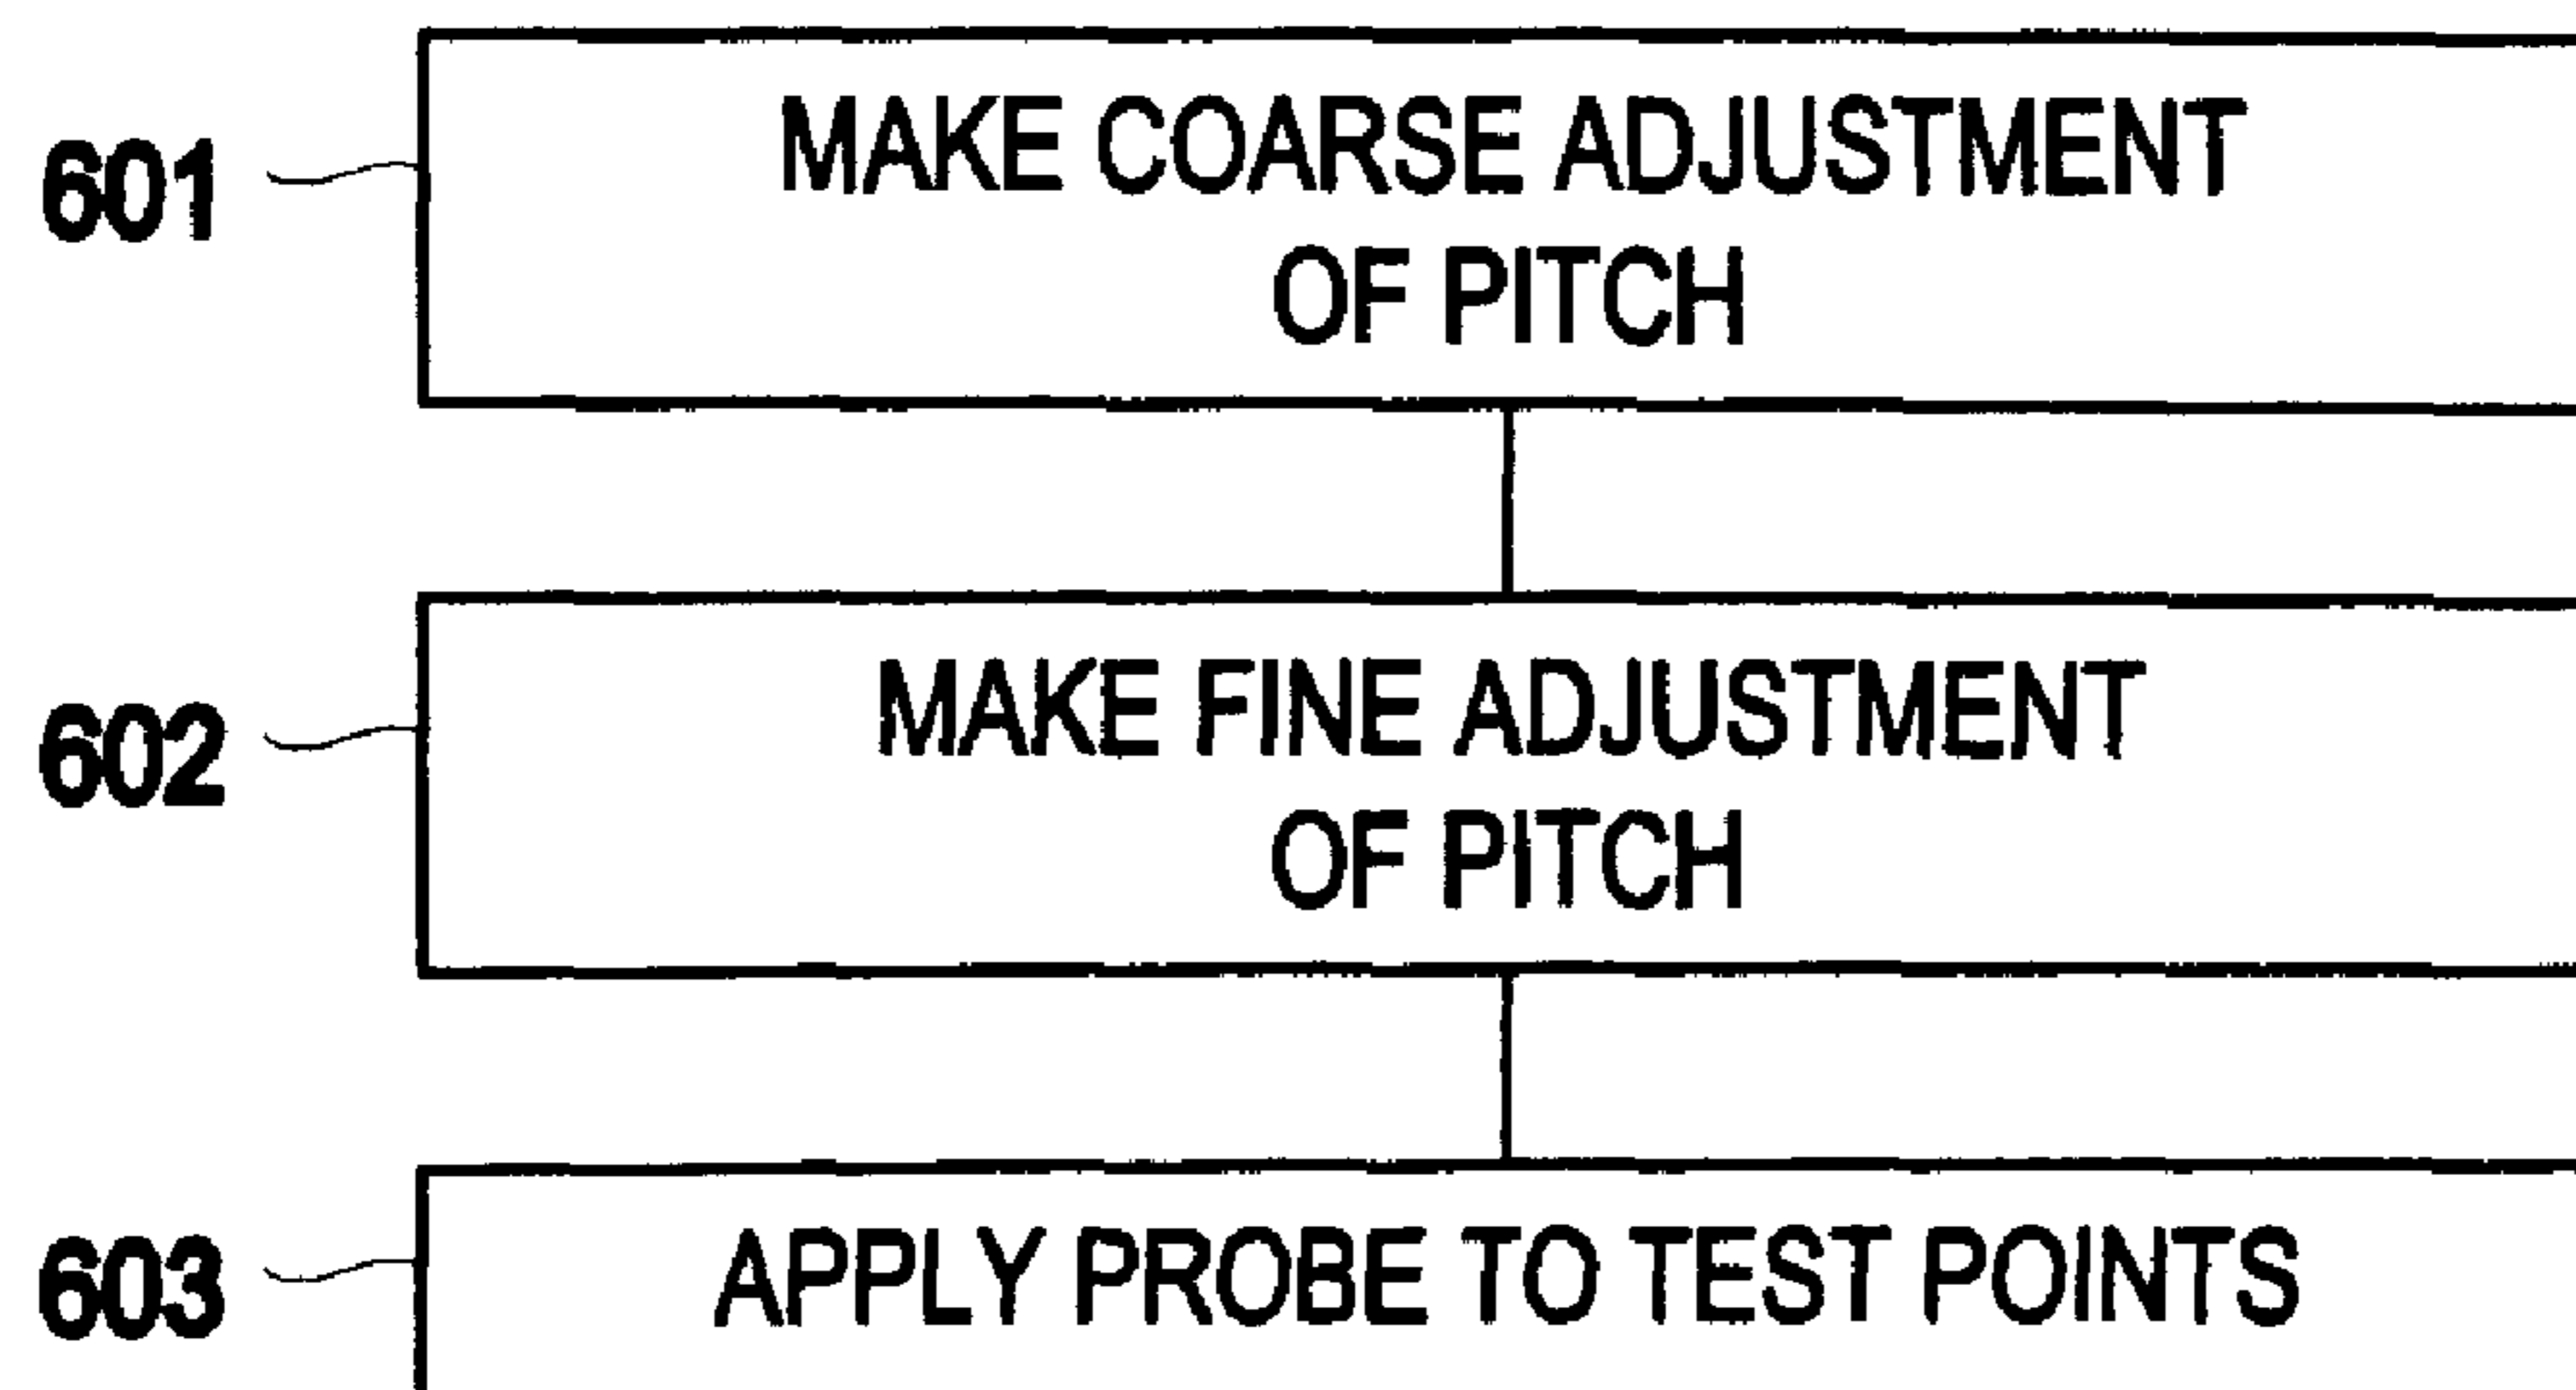 601
MAKE COARSE ADJUSTMENT
OF PITCH
602
MAKE FINE ADJUSTMENT
OF PITCH
603
APPLY PROBE TO TEST POINTS